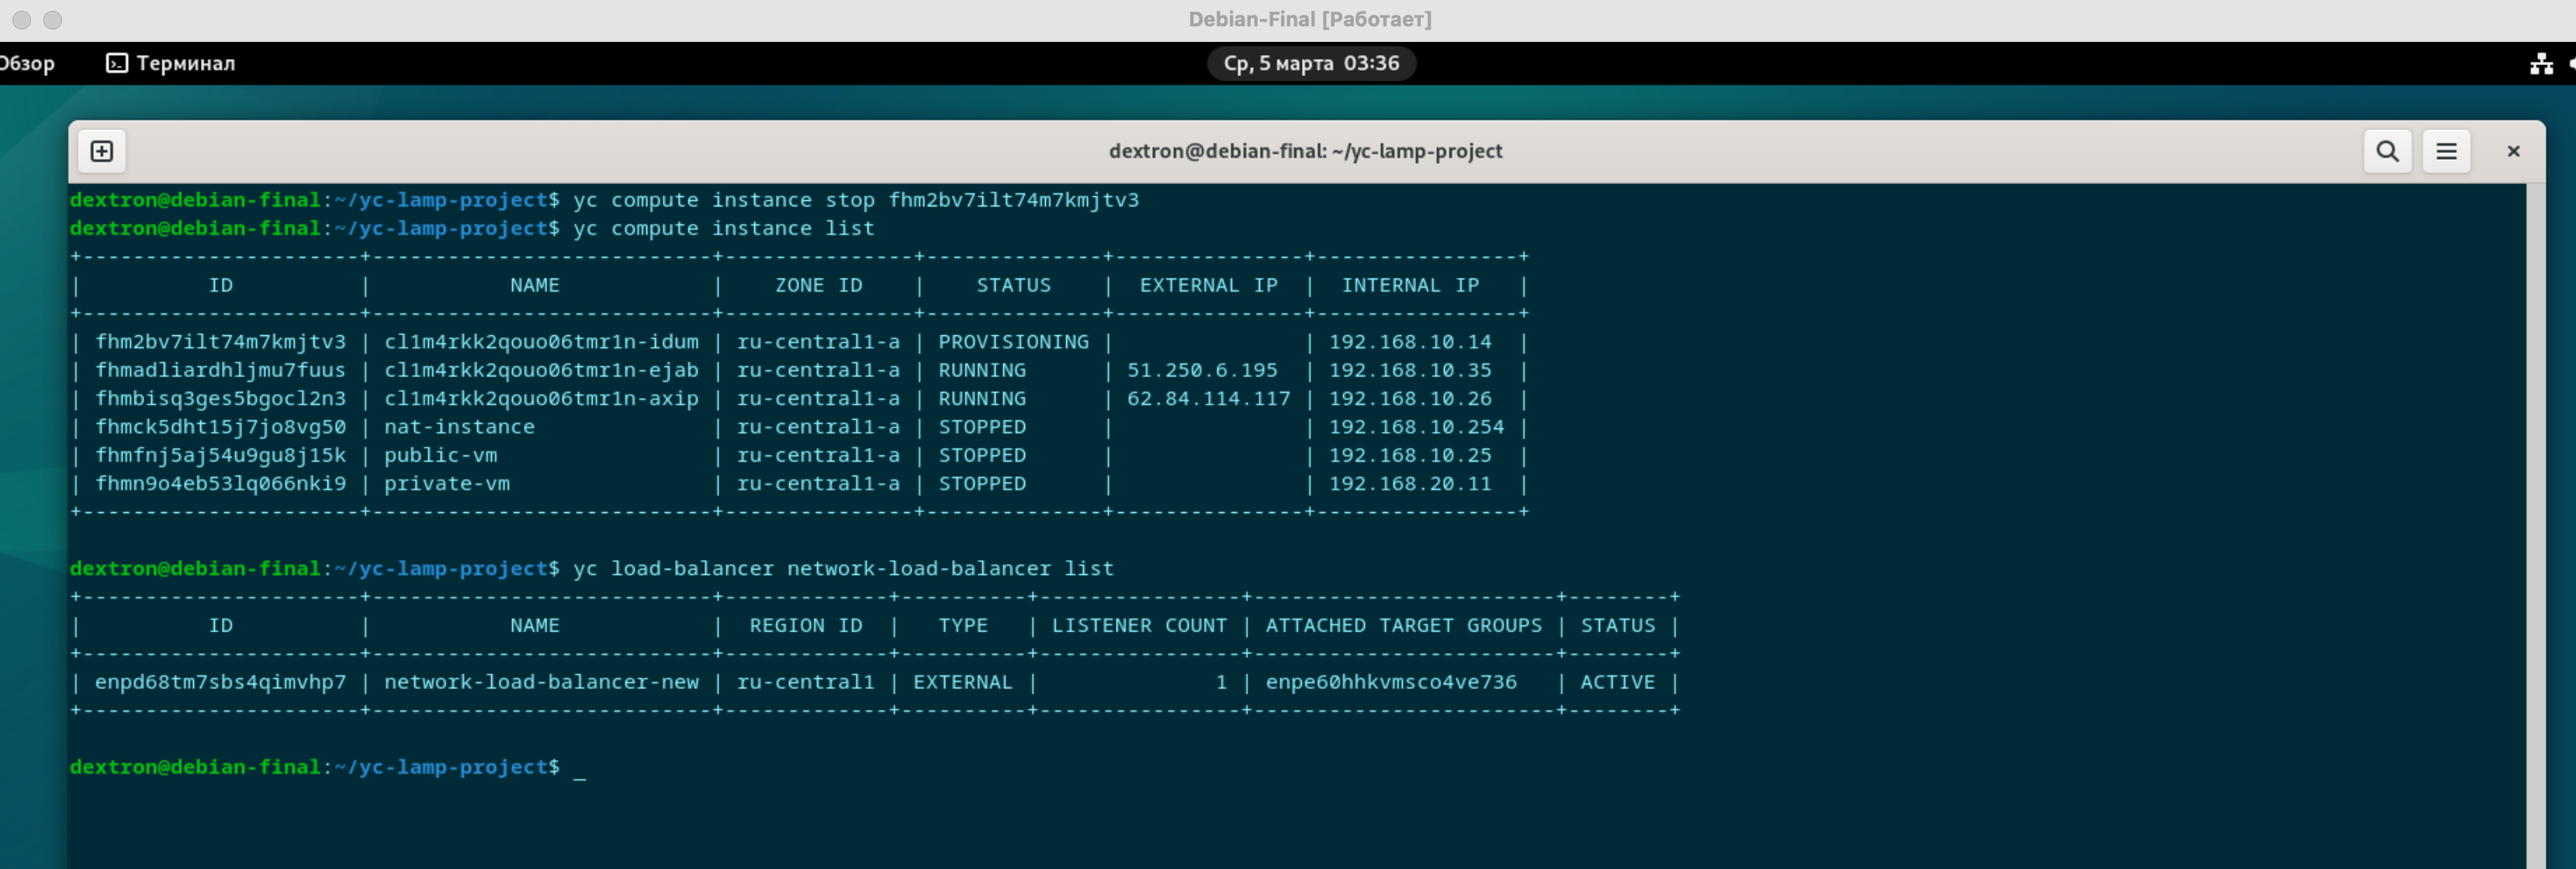 Debian-Final [Работает]
Обзор Терминал Ср, 5 марта 03:36
dextron@debian-final: ~/yc-lamp-project
dextron@debian-final:~/yc-lamp-project$ yc compute instance stop fhm2bv7ilt74m7kmjtv3
dextron@debian-final:~/yc-lamp-project$ yc compute instance list
+----------------------+---------------------------+---------------+--------------+---------------+----------------+
| ID | NAME | ZONE ID | STATUS | EXTERNAL IP | INTERNAL IP |
+----------------------+---------------------------+---------------+--------------+---------------+----------------+
| fhm2bv7ilt74m7kmjtv3 | cl1m4rkk2qouo06tmr1n-idum | ru-central1-a | PROVISIONING | | 192.168.10.14 |
| fhmadliardhljmu7fuus | cl1m4rkk2qouo06tmr1n-ejab | ru-central1-a | RUNNING | 51.250.6.195 | 192.168.10.35 |
| fhmbisq3ges5bgocl2n3 | cl1m4rkk2qouo06tmr1n-axip | ru-central1-a | RUNNING | 62.84.114.117 | 192.168.10.26 |
| fhmck5dht15j7jo8vg50 | nat-instance | ru-central1-a | STOPPED | | 192.168.10.254 |
| fhmfnj5aj54u9gu8j15k | public-vm | ru-central1-a | STOPPED | | 192.168.10.25 |
| fhmn9o4eb53lq066nki9 | private-vm | ru-central1-a | STOPPED | | 192.168.20.11 |
+----------------------+---------------------------+---------------+--------------+---------------+----------------+
dextron@debian-final:~/yc-lamp-project$ yc load-balancer network-load-balancer list
+----------------------+---------------------------+-------------+----------+----------------+------------------------+--------+
| ID | NAME | REGION ID | TYPE | LISTENER COUNT | ATTACHED TARGET GROUPS | STATUS |
+----------------------+---------------------------+-------------+----------+----------------+------------------------+--------+
| enpd68tm7sbs4qimvhp7 | network-load-balancer-new | ru-central1 | EXTERNAL | 1 | enpe60hhkvmsco4ve736 | ACTIVE |
+----------------------+---------------------------+-------------+----------+----------------+------------------------+--------+
dextron@debian-final:~/yc-lamp-project$ _